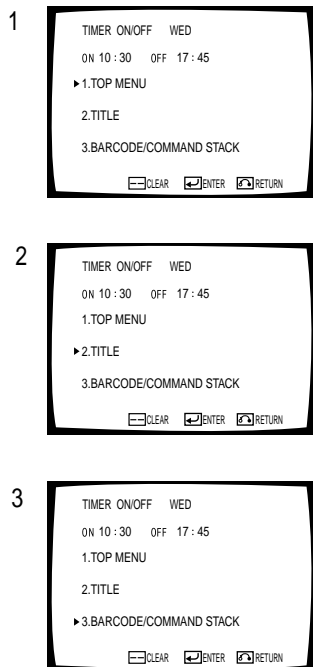 1
TIMER ON/OFF WED
ON 10 : 30 OFF 17 : 45
1.TOP MENU
2.TITLE
3.BARCODE/COMMAND STACK
CLEAR ENTER RETURN
2
TIMER ON/OFF WED
ON 10 : 30 OFF 17 : 45
1.TOP MENU
2.TITLE
3.BARCODE/COMMAND STACK
CLEAR ENTER RETURN
3
TIMER ON/OFF WED
ON 10 : 30 OFF 17 : 45
1.TOP MENU
2.TITLE
3.BARCODE/COMMAND STACK
CLEAR ENTER RETURN